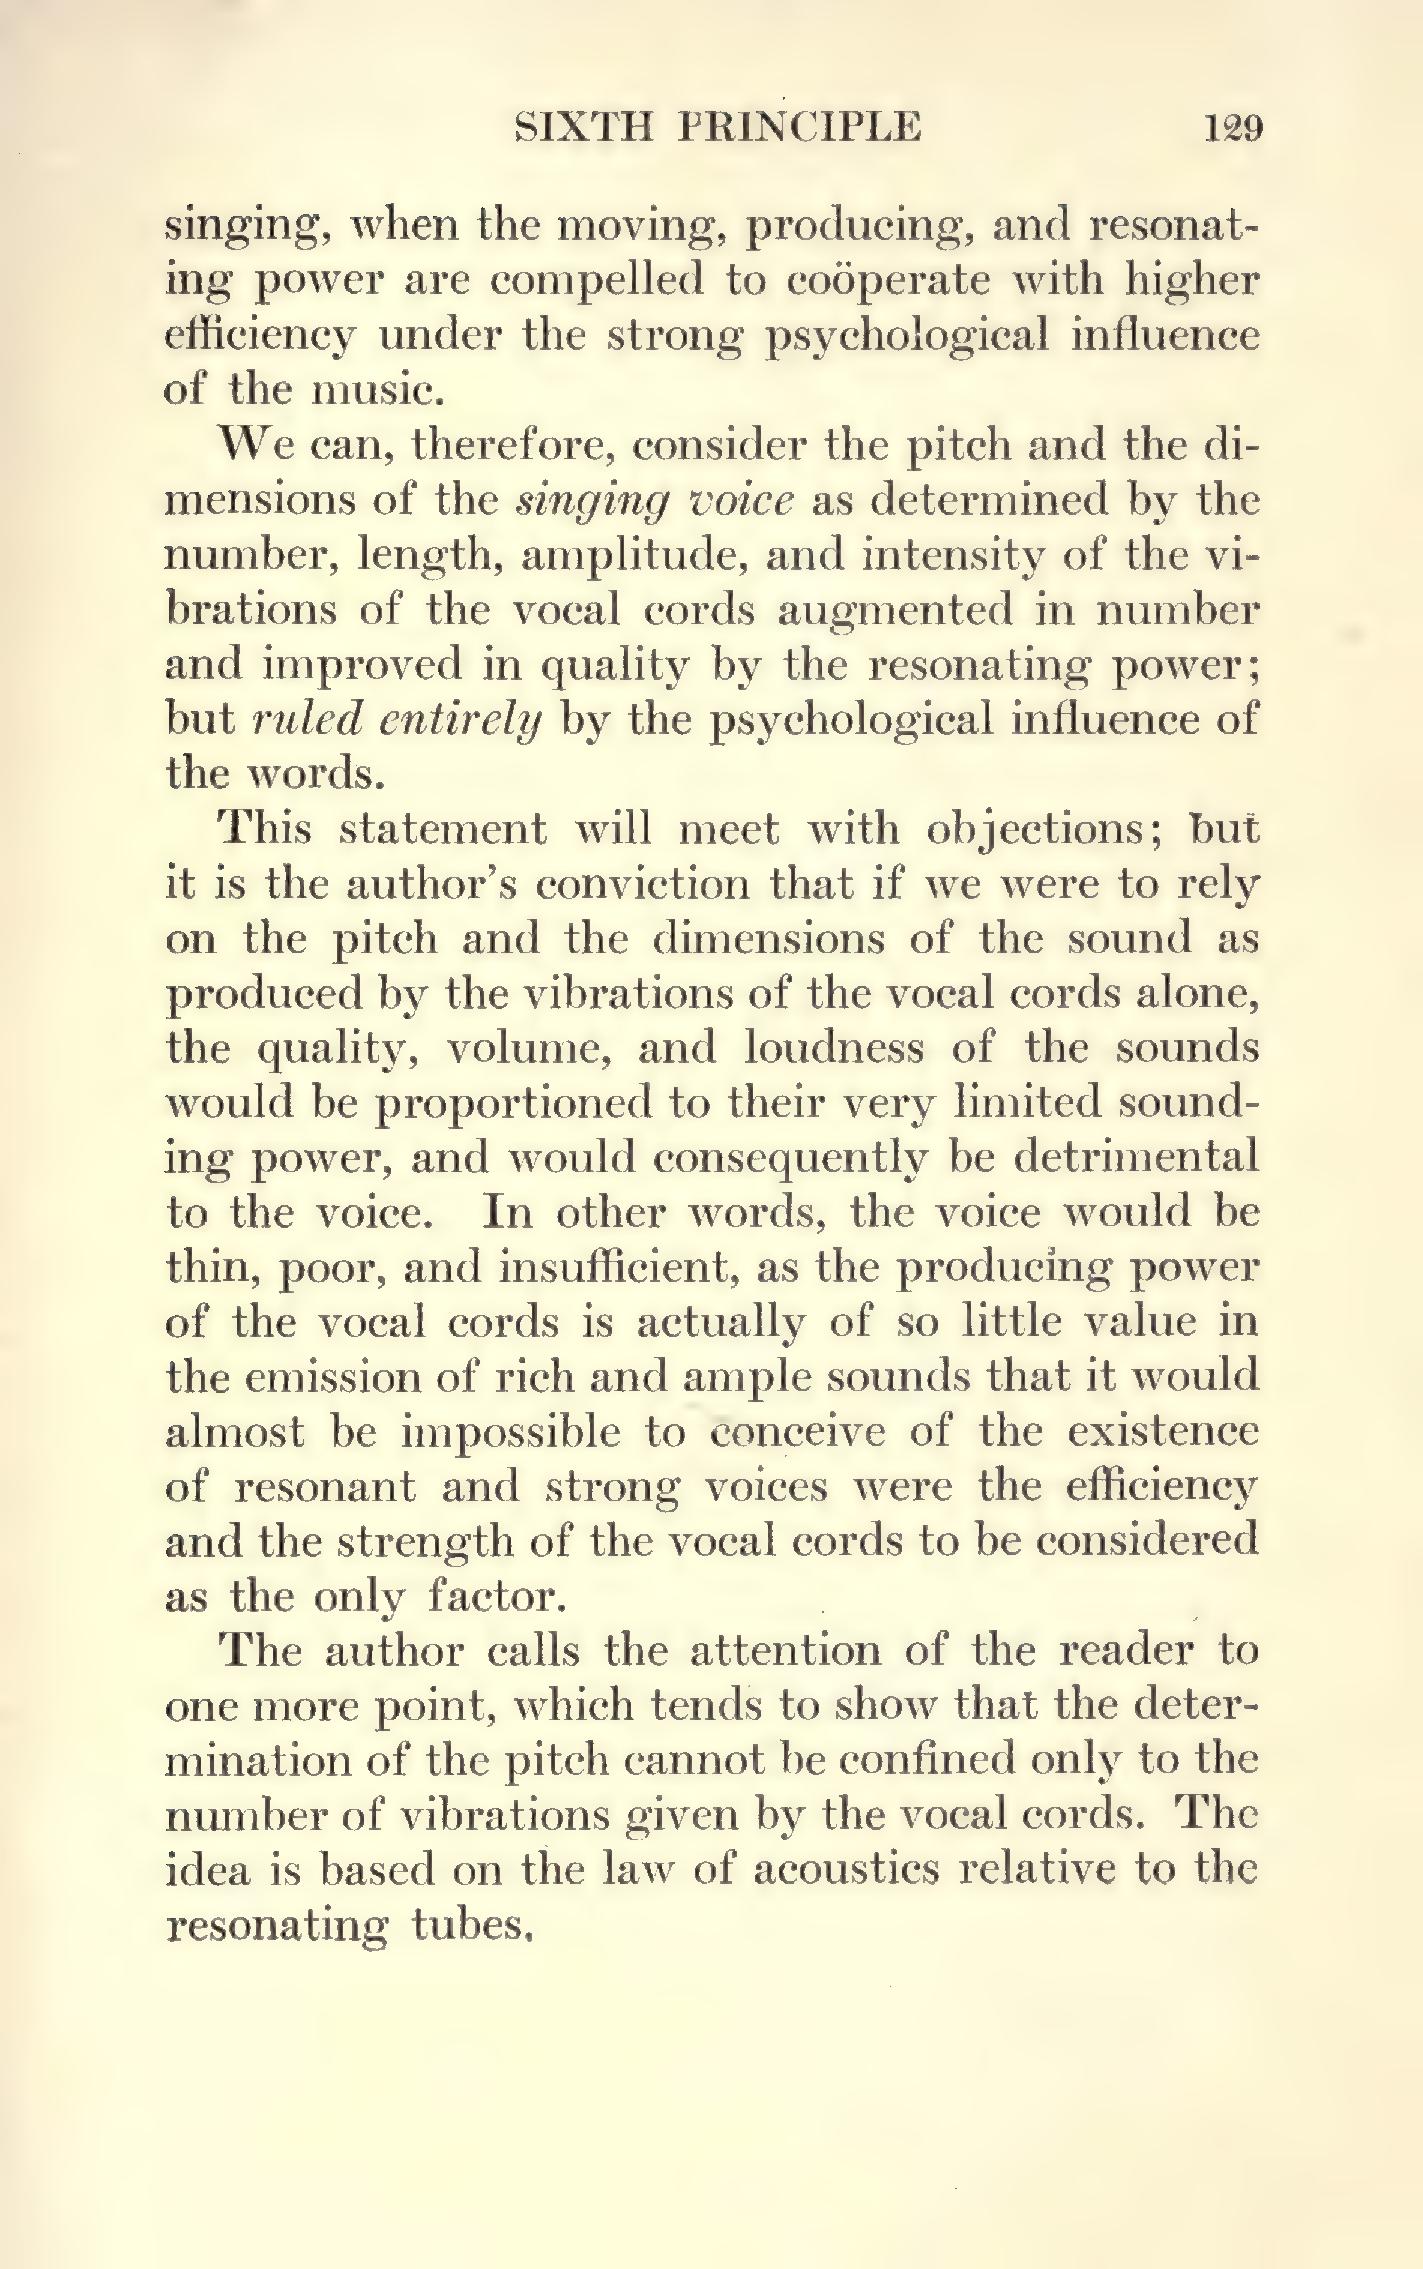 SIXTH PRINCIPLE 129
singing, when the moving, producing, and resonat-
ing power are compelled to coöperate with higher
efficiency under the strong psychological influence
of the music.
We can, therefore, consider the pitch and the di-
mensions of the singing voice as determined by the
number, length, amplitude, and intensity of the vi-
brations of the vocal cords augmented in number
and improved in quality by the resonating power;
but ruled entirely by the psychological influence of
the words.
This statement will meet with objections; but
it is the author's conviction that if we were to rely
on the pitch and the dimensions of the sound as
produced by the vibrations of the vocal cords alone,
the quality, volume, and loudness of the sounds
would be proportioned to their very limited sound-
ing power, and would consequently be detrimental
to the voice. In other words, the voice would be
thin, poor, and insufficient, as the producing power
of the vocal cords is actually of so little value in
the emission of rich and ample sounds that it would
almost be impossible to conceive of the existence
of resonant and strong voices were the efficiency
and the strength of the vocal cords to be considered
as the only factor.
The author calls the attention of the reader to
one more point, which tends to show that the deter-
mination of the pitch cannot be confined only to the
number of vibrations given by the vocal cords. The
idea is based on the law of acoustics relative to the
resonating tubes.